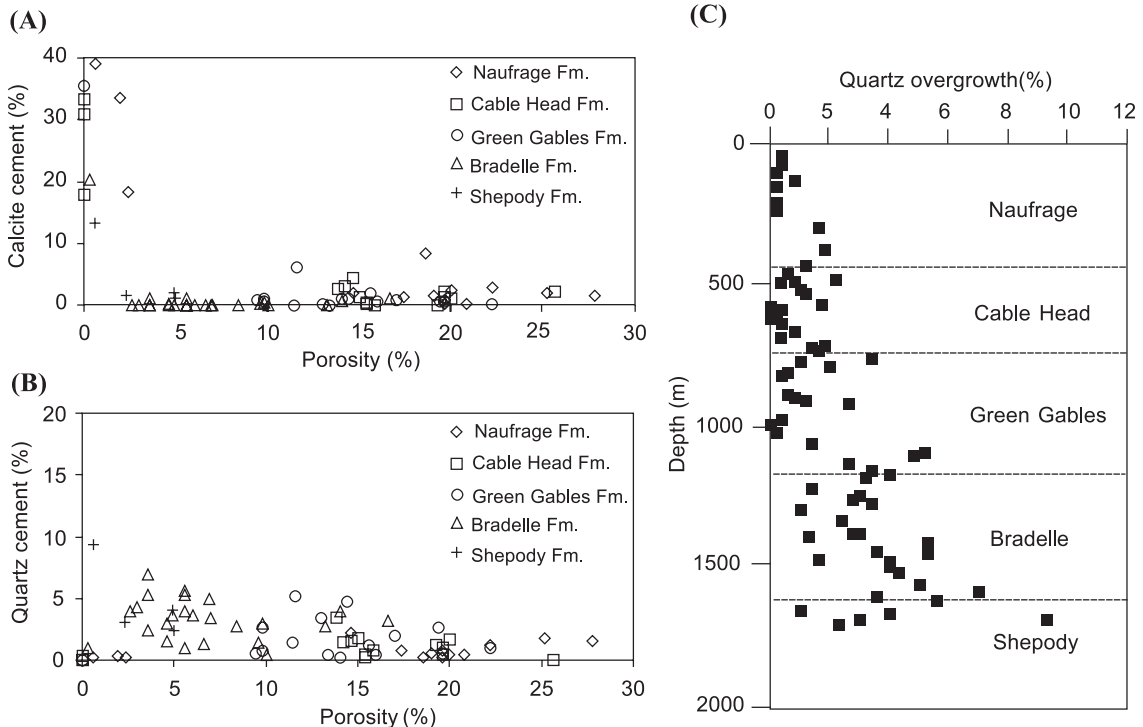 (A)
Calcite cement (%)
40
30
20
10
0
0 5 10 15 20 25 30
Porosity (%)
Naufrage Fm.
Cable Head Fm.
Green Gables Fm.
Bradelle Fm.
Shepody Fm.
(B)
Quartz cement (%)
20
15
10
5
0
0 5 10 15 20 25 30
Porosity (%)
Naufrage Fm.
Cable Head Fm.
Green Gables Fm.
Bradelle Fm.
Shepody Fm.
(C)
Quartz overgrowth(%)
0 2 5 6 8 10 12
Depth (m)
0
500
1000
1500
2000
Naufrage
Cable Head
Green Gables
Bradelle
Shepody